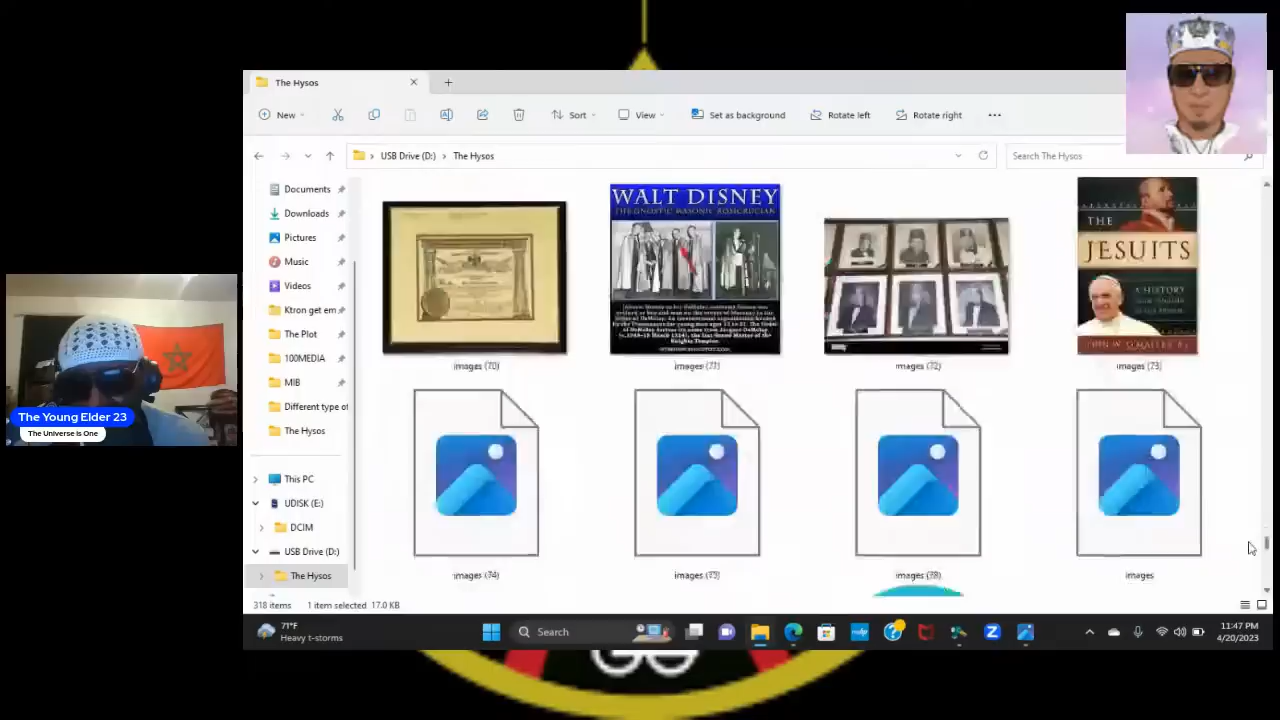 The Hysos
New
Sort
View
Set as background
Rotate left
Rotate right
USB Drive (D:)
The Hysos
Search The Hysos
Documents
Downloads
Pictures
Music
Videos
Ktron get em
The Plot
100MEDIA
MIB
Different type of
The Hysos
This PC
UDISK (E:)
DCIM
USB Drive (D:)
The Hysos
WALT DISNEY
THE GNOSTIC MASONIC ROSICRUCIAN
THE
JESUITS
A HISTORY
JOHN W. O'MALLEY, SJ
images (70)
images (71)
images (72)
images (73)
images (74)
images (75)
images (78)
images
318 items
1 item selected 17.0 KB
71°F
Heavy t-storms
Search
11:47 PM
4/20/2023
The Young Elder 23
The Universe is One